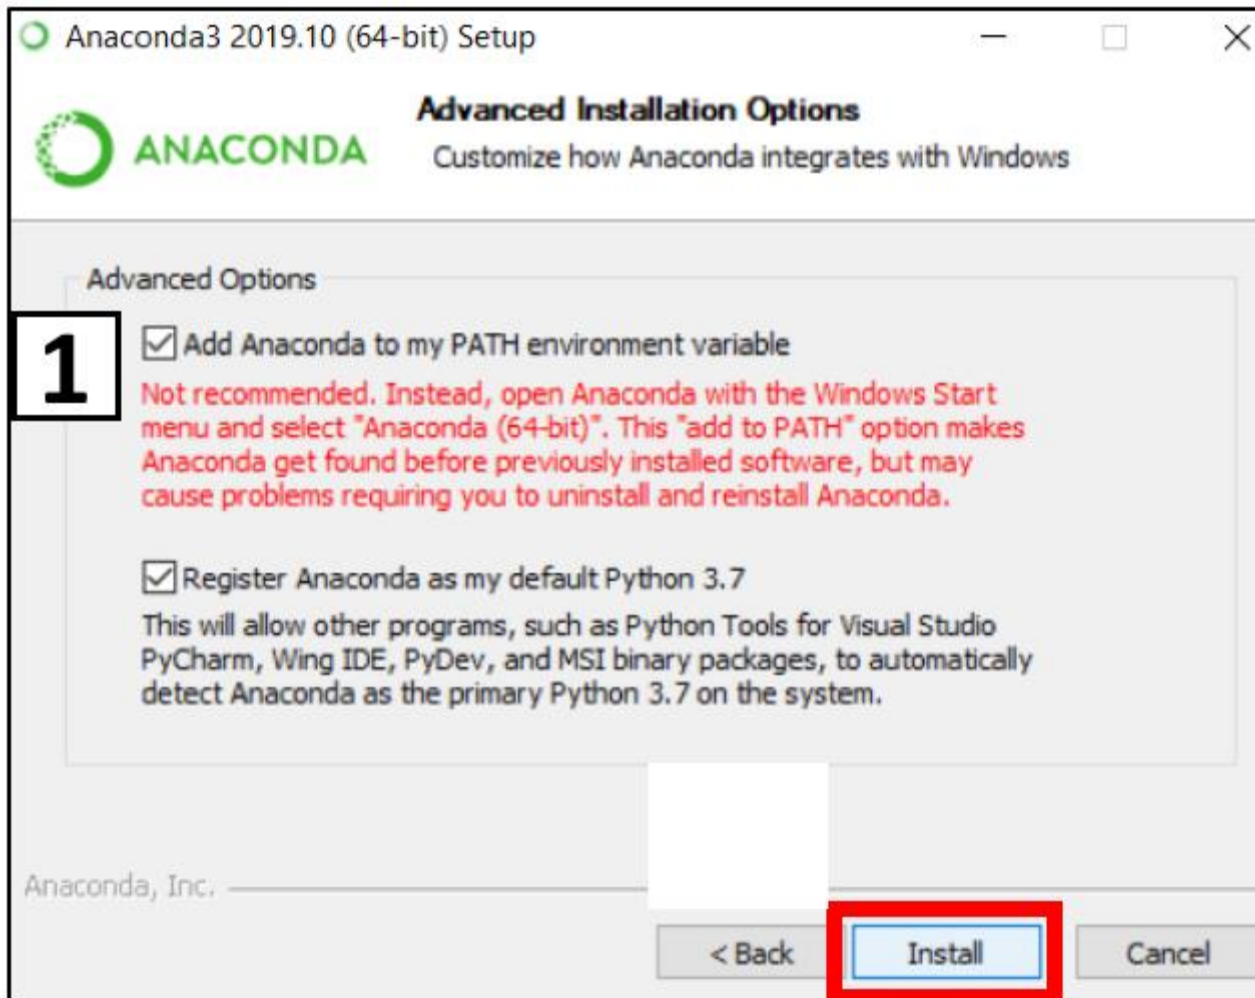 Anaconda3 2019.10 (64-bit) Setup
ANACONDA
Advanced Installation Options
Customize how Anaconda integrates with Windows
Advanced Options
1
Add Anaconda to my PATH environment variable
Not recommended. Instead, open Anaconda with the Windows Start
menu and select "Anaconda (64-bit)". This "add to PATH" option makes
Anaconda get found before previously installed software, but may
cause problems requiring you to uninstall and reinstall Anaconda.
Register Anaconda as my default Python 3.7
This will allow other programs, such as Python Tools for Visual Studio
PyCharm, Wing IDE, PyDev, and MSI binary packages, to automatically
detect Anaconda as the primary Python 3.7 on the system.
Anaconda, Inc.
< Back Install Cancel